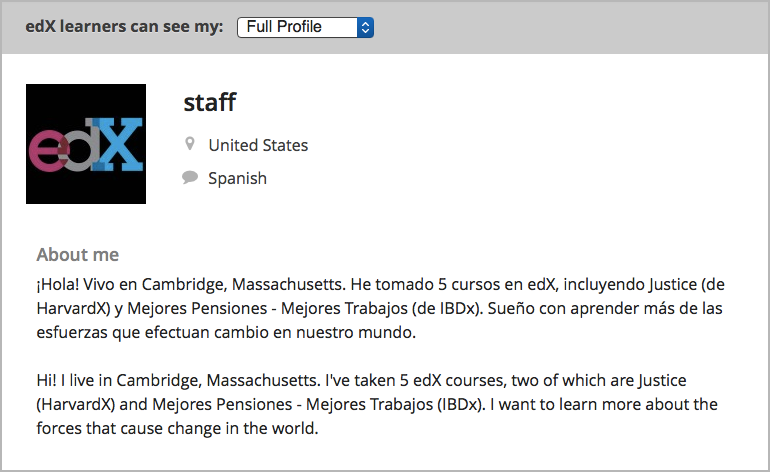 edX learners can see my: Full Profile
edX
staff
United States
Spanish
About me
¡Hola! Vivo en Cambridge, Massachusetts. He tomado 5 cursos en edX, incluyendo Justice (de
HarvardX) y Mejores Pensiones - Mejores Trabajos (de IBDx). Sueño con aprender más de las
esfuerzas que efectuan cambio en nuestro mundo.
Hi! I live in Cambridge, Massachusetts. I've taken 5 edX courses, two of which are Justice
(HarvardX) and Mejores Pensiones - Mejores Trabajos (IBDx). I want to learn more about the
forces that cause change in the world.